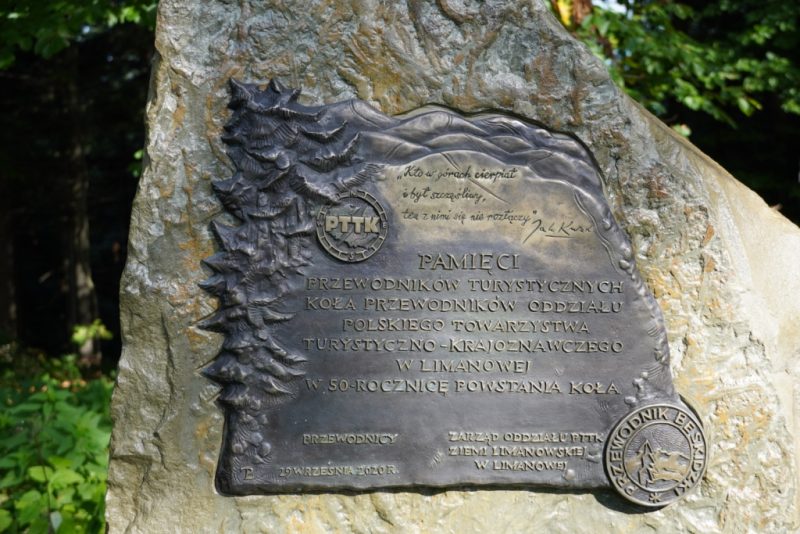 „Kto w górach cierpiał
i był szczęśliwy,
ten z nimi się nie rozłączy”
PTTK
PAMIĘCI
PRZEWODNIKÓW TURYSTYCZNYCH
KOŁA PRZEWODNIKÓW ODDZIAŁU
POLSKIEGO TOWARZYSTWA
TURYSTYCZNO-KRAJOZNAWCZEGO
W LIMANOWEJ
W 50-ROCZNICĘ POWSTANIA KOŁA
PRZEWODNICY
29 WRZEŚNIA 2020 R.
ZARZĄD ODDZIAŁU PTTK
ZIEMI LIMANOWSKIEJ
W LIMANOWEJ
PRZEWODNIK BESKIDZKI